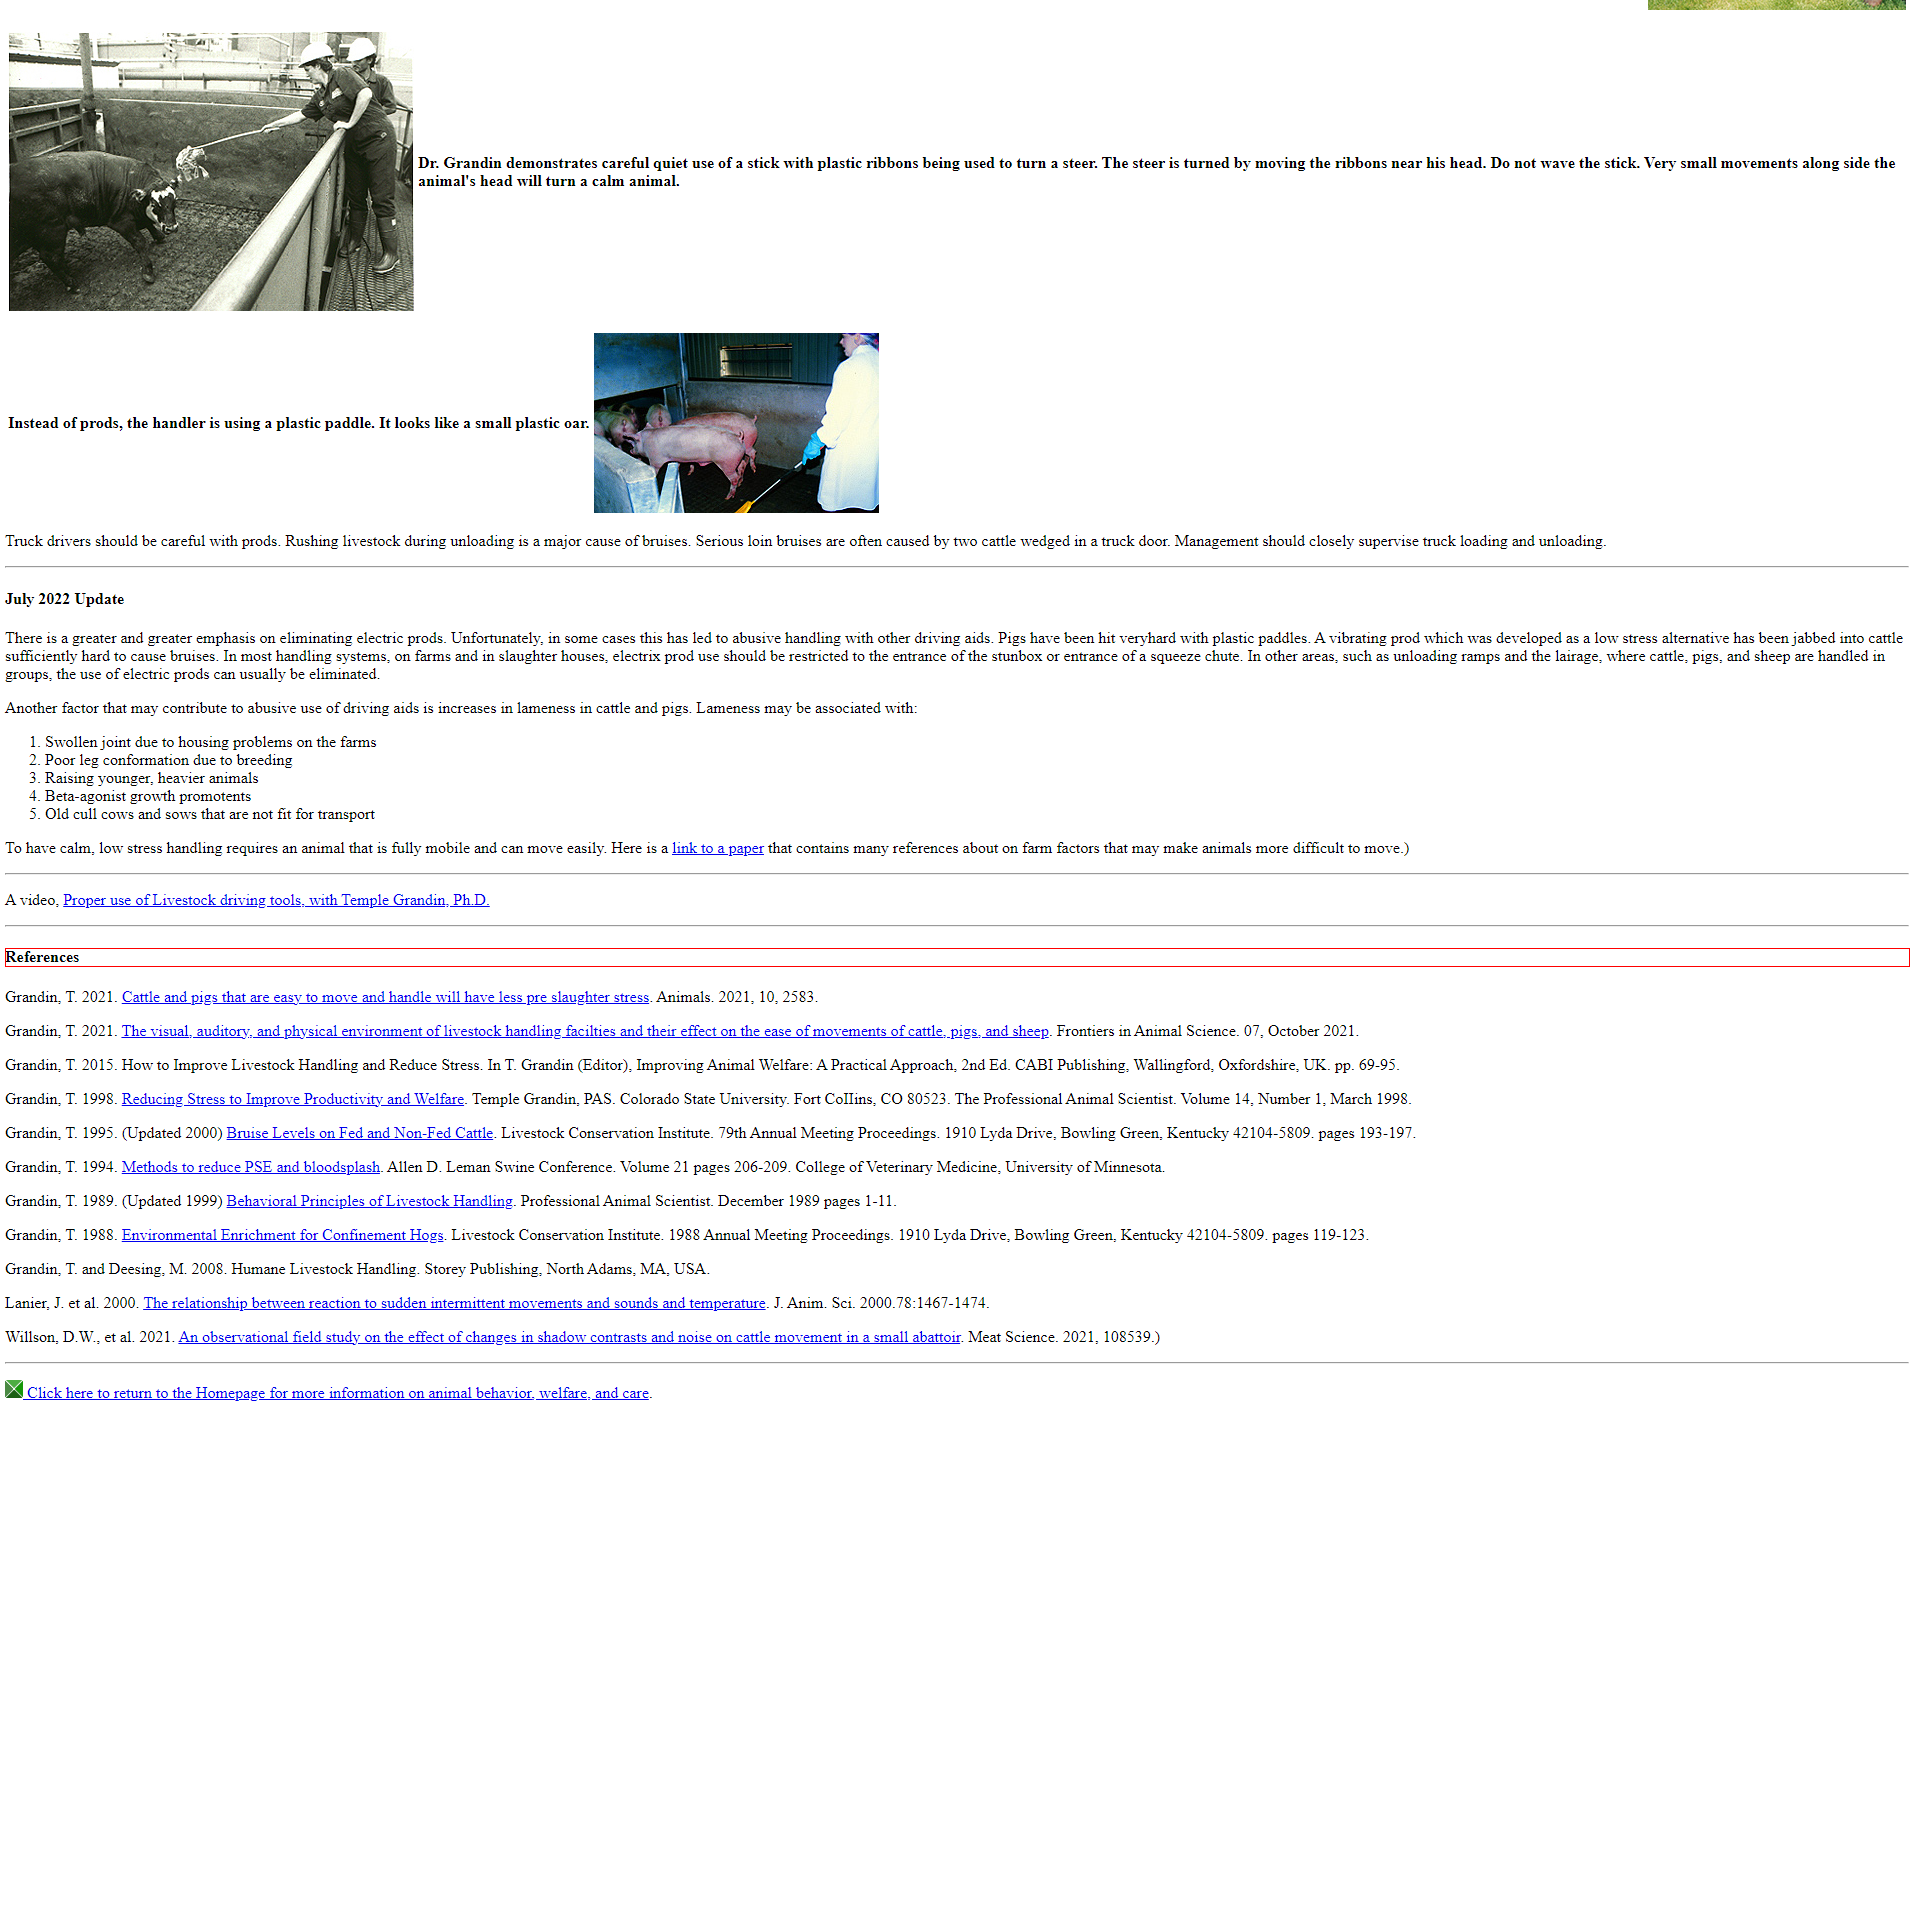 Dr. Grandin demonstrates careful quiet use of a stick with plastic ribbons being used to turn a steer. The steer is turned by moving the ribbons near his head. Do not wave the stick. Very small movements along side the
animal's head will turn a calm animal.
Instead of prods, the handler is using a plastic paddle. It looks like a small plastic oar.
Truck drivers should be careful with prods. Rushing livestock during unloading is a major cause of bruises. Serious loin bruises are often caused by two cattle wedged in a truck door. Management should closely supervise truck loading and unloading.
July 2022 Update
There is a greater and greater emphasis on eliminating electric prods. Unfortunately, in some cases this has led to abusive handling with other driving aids. Pigs have been hit veryhard with plastic paddles. A vibrating prod which was developed as a low stress alternative has been jabbed into cattle
sufficiently hard to cause bruises. In most handling systems, on farms and in slaughter houses, electrix prod use should be restricted to the entrance of the stunbox or entrance of a squeeze chute. In other areas, such as unloading ramps and the lairage, where cattle, pigs, and sheep are handled in
groups, the use of electric prods can usually be eliminated.
Another factor that may contribute to abusive use of driving aids is increases in lameness in cattle and pigs. Lameness may be associated with:
1. Swollen joint due to housing problems on the farms
2. Poor leg conformation due to breeding
3. Raising younger, heavier animals
4. Beta-agonist growth promotents
5. Old cull cows and sows that are not fit for transport
To have calm, low stress handling requires an animal that is fully mobile and can move easily. Here is a link to a paper that contains many references about on farm factors that may make animals more difficult to move.)
A video, Proper use of Livestock driving tools, with Temple Grandin, Ph.D.
References
Grandin, T. 2021. Cattle and pigs that are easy to move and handle will have less pre slaughter stress. Animals. 2021, 10, 2583.
Grandin, T. 2021. The visual, auditory, and physical environment of livestock handling facilties and their effect on the ease of movements of cattle, pigs, and sheep. Frontiers in Animal Science. 07, October 2021.
Grandin, T. 2015. How to Improve Livestock Handling and Reduce Stress. In T. Grandin (Editor), Improving Animal Welfare: A Practical Approach, 2nd Ed. CABI Publishing, Wallingford, Oxfordshire, UK. pp. 69-95.
Grandin, T. 1998. Reducing Stress to Improve Productivity and Welfare. Temple Grandin, PAS. Colorado State University. Fort CoIIins, CO 80523. The Professional Animal Scientist. Volume 14, Number 1, March 1998.
Grandin, T. 1995. (Updated 2000) Bruise Levels on Fed and Non-Fed Cattle. Livestock Conservation Institute. 79th Annual Meeting Proceedings. 1910 Lyda Drive, Bowling Green, Kentucky 42104-5809. pages 193-197.
Grandin, T. 1994. Methods to reduce PSE and bloodsplash. Allen D. Leman Swine Conference. Volume 21 pages 206-209. College of Veterinary Medicine, University of Minnesota.
Grandin, T. 1989. (Updated 1999) Behavioral Principles of Livestock Handling. Professional Animal Scientist. December 1989 pages 1-11.
Grandin, T. 1988. Environmental Enrichment for Confinement Hogs. Livestock Conservation Institute. 1988 Annual Meeting Proceedings. 1910 Lyda Drive, Bowling Green, Kentucky 42104-5809. pages 119-123.
Grandin, T. and Deesing, M. 2008. Humane Livestock Handling. Storey Publishing, North Adams, MA, USA.
Lanier, J. et al. 2000. The relationship between reaction to sudden intermittent movements and sounds and temperature. J. Anim. Sci. 2000.78:1467-1474.
Willson, D.W., et al. 2021. An observational field study on the effect of changes in shadow contrasts and noise on cattle movement in a small abattoir. Meat Science. 2021, 108539.)
Click here to return to the Homepage for more information on animal behavior, welfare, and care.